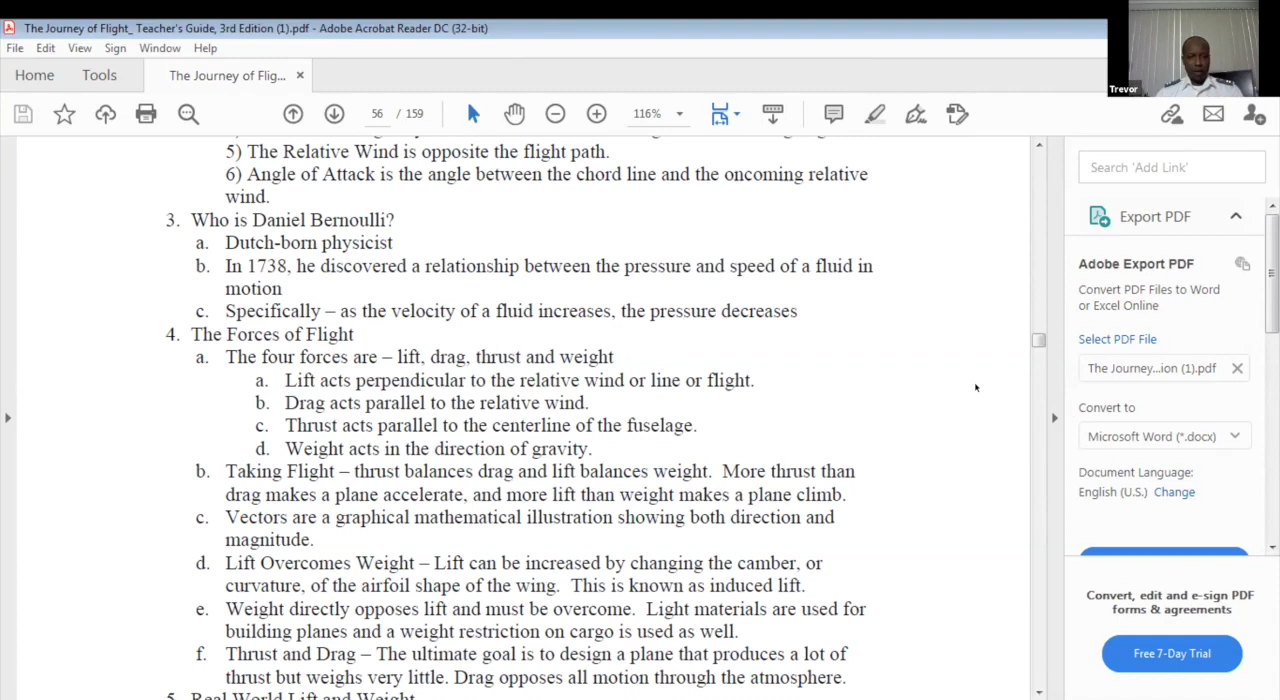 The Journey of Flight_ Teacher's Guide, 3rd Edition (1).pdf - Adobe Acrobat Reader DC (32-bit)
File Edit View Sign Window Help
Home Tools The Journey of Flig... ×
56 / 159 116%
5) The Relative Wind is opposite the flight path.
6) Angle of Attack is the angle between the chord line and the oncoming relative
wind.
3. Who is Daniel Bernoulli?
a. Dutch-born physicist
b. In 1738, he discovered a relationship between the pressure and speed of a fluid in
motion
c. Specifically – as the velocity of a fluid increases, the pressure decreases
4. The Forces of Flight
a. The four forces are – lift, drag, thrust and weight
a. Lift acts perpendicular to the relative wind or line or flight.
b. Drag acts parallel to the relative wind.
c. Thrust acts parallel to the centerline of the fuselage.
d. Weight acts in the direction of gravity.
b. Taking Flight – thrust balances drag and lift balances weight. More thrust than
drag makes a plane accelerate, and more lift than weight makes a plane climb.
c. Vectors are a graphical mathematical illustration showing both direction and
magnitude.
d. Lift Overcomes Weight – Lift can be increased by changing the camber, or
curvature, of the airfoil shape of the wing. This is known as induced lift.
e. Weight directly opposes lift and must be overcome. Light materials are used for
building planes and a weight restriction on cargo is used as well.
f. Thrust and Drag – The ultimate goal is to design a plane that produces a lot of
thrust but weighs very little. Drag opposes all motion through the atmosphere.
5. Real World Lift and Weight
Trevor
Search 'Add Link'
Export PDF
Adobe Export PDF
Convert PDF Files to Word
or Excel Online
Select PDF File
The Journey...ion (1).pdf
Convert to
Microsoft Word (*.docx)
Document Language:
English (U.S.) Change
Convert, edit and e-sign PDF
forms & agreements
Free 7-Day Trial